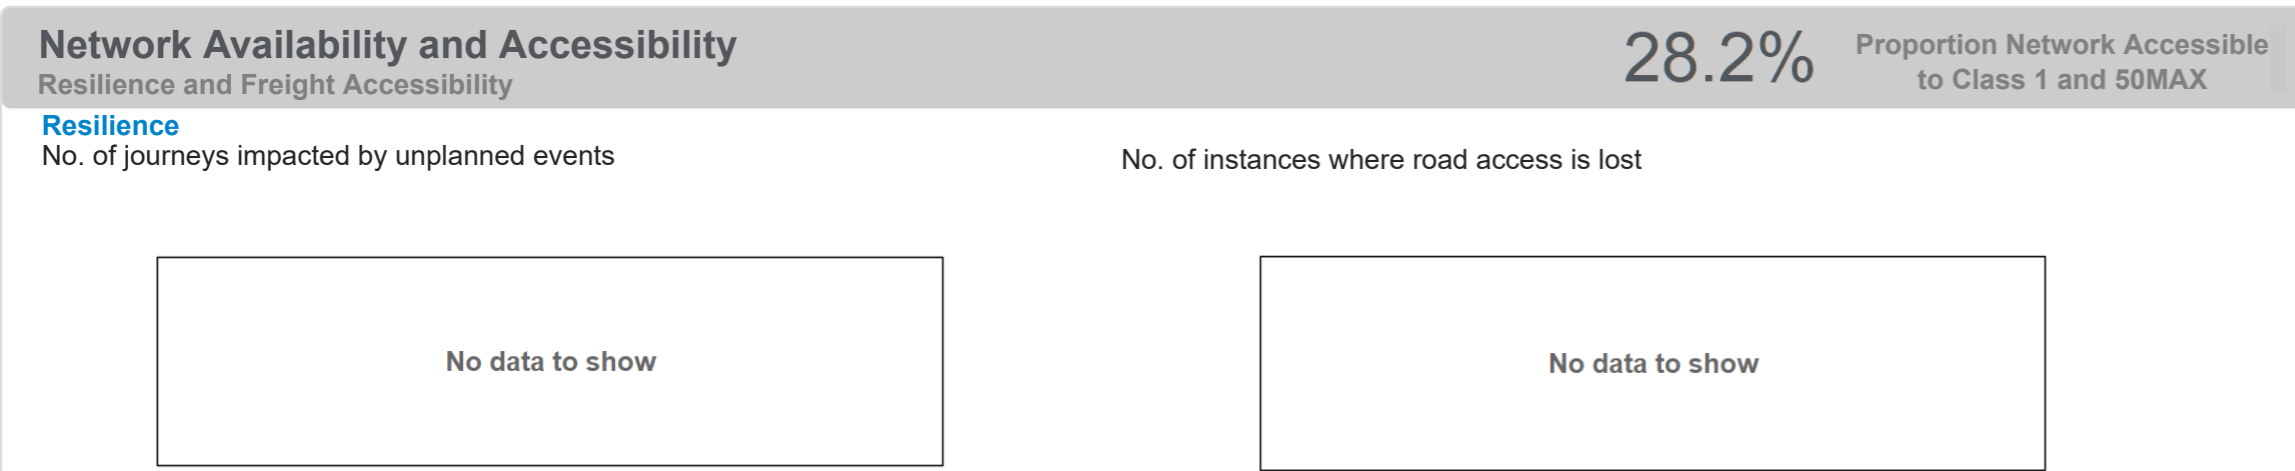 Network Availability and Accessibility
Resilience and Freight Accessibility
28.2%
Proportion Network Accessible
to Class 1 and 50MAX
Resilience
No. of journeys impacted by unplanned events
No. of instances where road access is lost
No data to show
No data to show